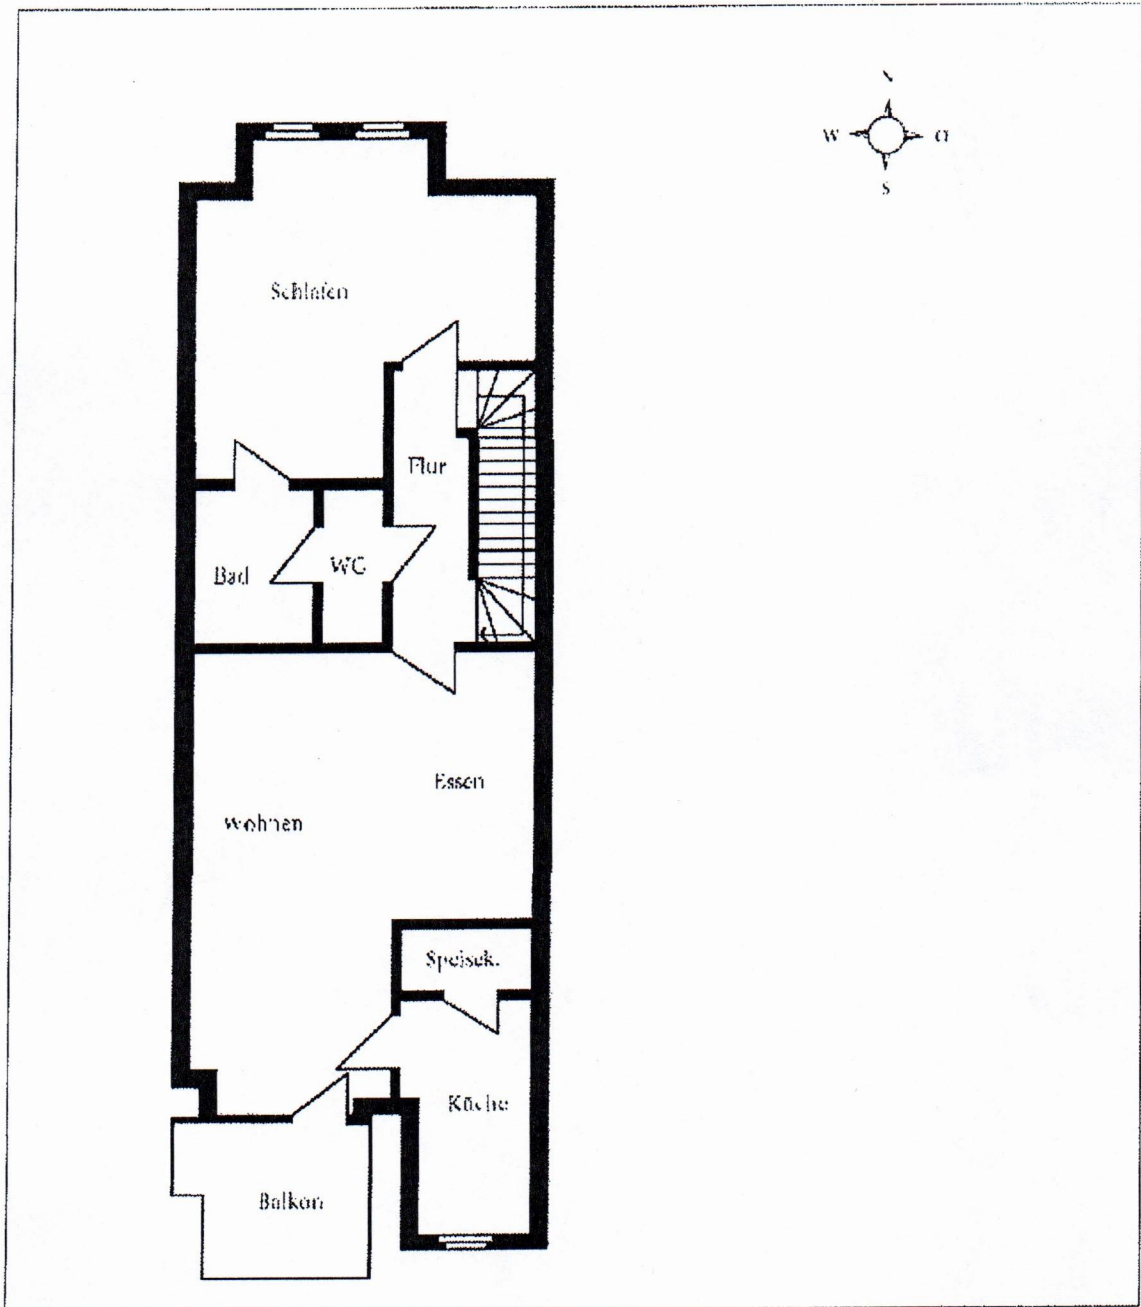 N
W O
S
Schlafen
Flur
Bad
WC
Essen
Wohnen
Speisek.
Küche
Balkon